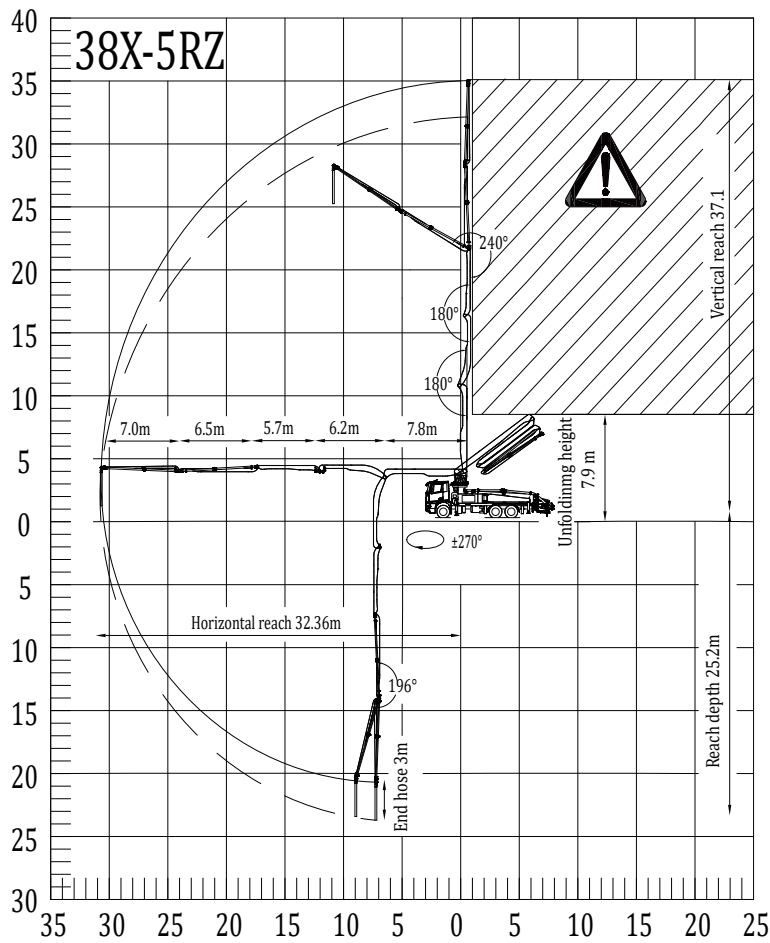 38X-5RZ
40
35
30
25
20
15
10
5
0
5
10
15
20
25
30
240°
180°
180°
Vertical reach 37.1
7.0m
6.5m
5.7m
6.2m
7.8m
Unfoldinmg height
7.9 m
±270°
Horizontal reach 32.36m
196°
End hose 3m
Reach depth 25.2m
35 30 25 20 15 10 5 0 5 10 15 20 25